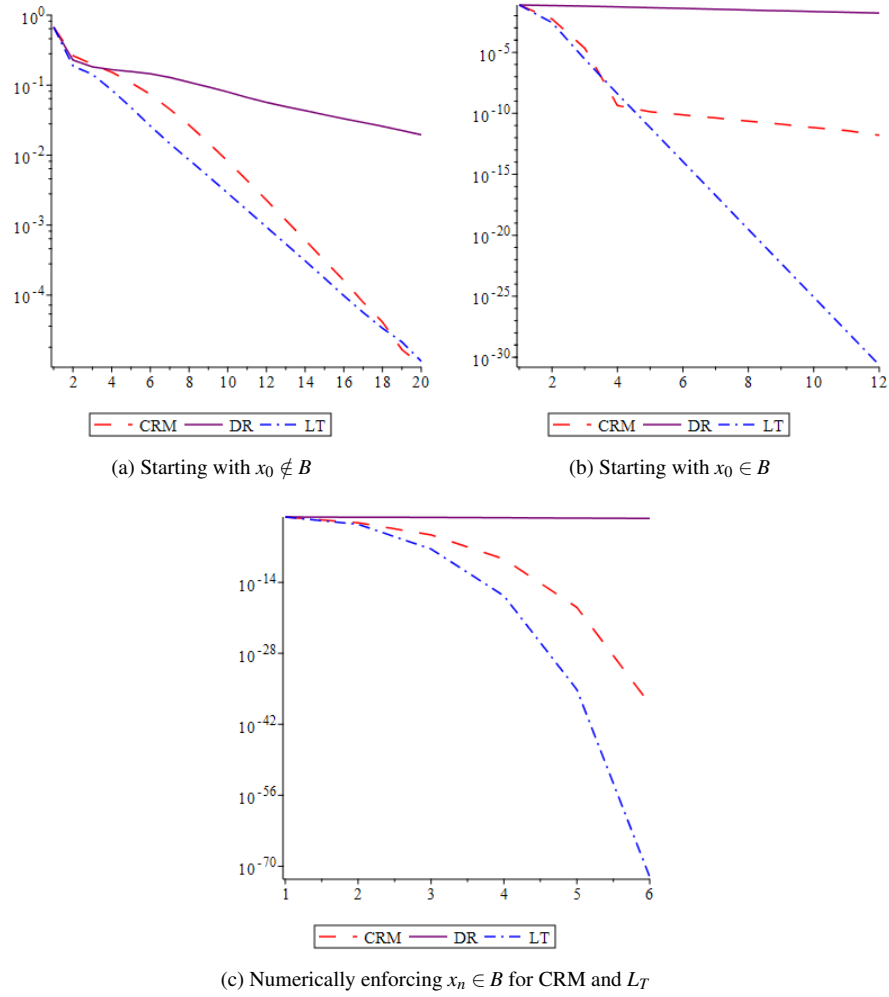 10^0
10^-1
10^-2
10^-3
10^-4
2 4 6 8 10 12 14 16 18 20
CRM DR LT
(a) Starting with x_0 ∉ B
10^-5
10^-10
10^-15
10^-20
10^-25
10^-30
2 4 6 8 10 12
CRM DR LT
(b) Starting with x_0 ∈ B
10^-14
10^-28
10^-42
10^-56
10^-70
1 2 3 4 5 6
CRM DR LT
(c) Numerically enforcing x_n ∈ B for CRM and L_T